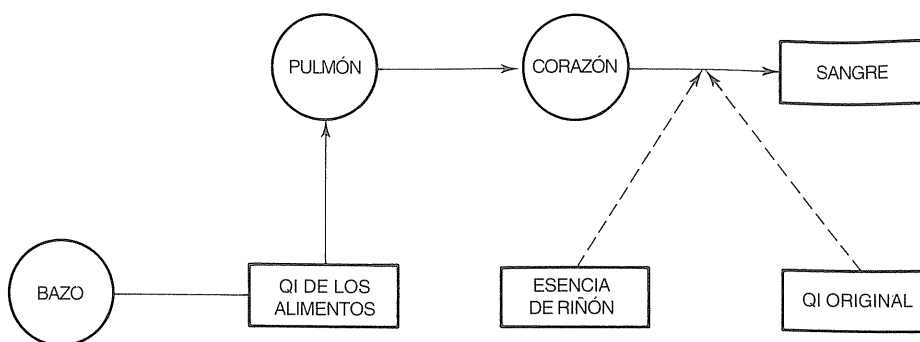 PULMÓN
CORAZÓN
SANGRE
BAZO
QI DE LOS
ALIMENTOS
ESENCIA
DE RIÑÓN
QI ORIGINAL